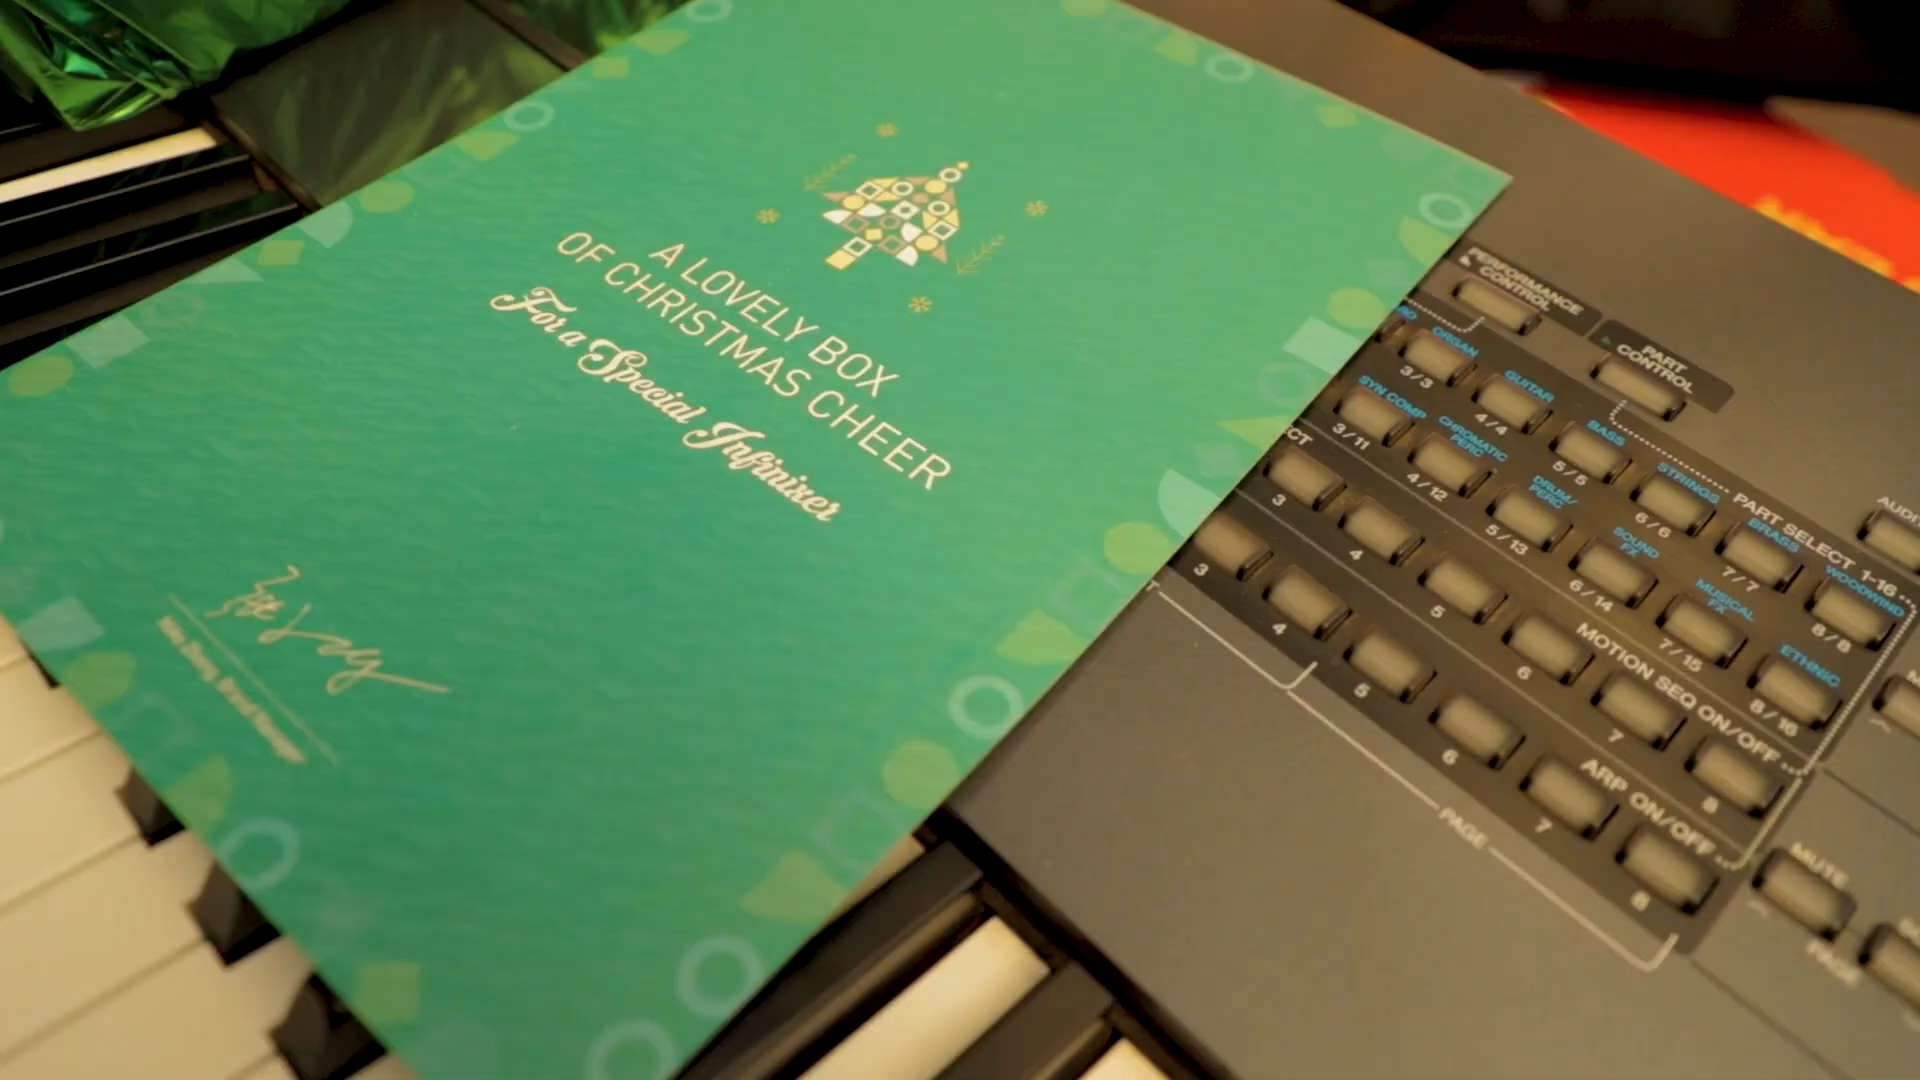 A LOVELY BOX
OF CHRISTMAS CHEER
For a Special Infinixer
PERFORMANCE
CONTROL
PART
CONTROL
ORGAN
3/3
GUITAR
4/4
BASS
5/5
STRINGS
6/6
BRASS
7/7
WOODWIND
8/8
PART SELECT 1-16
SYN COMP
3/11
CHROMATIC
PERC
4/12
DRUM/
PERC
5/13
SOUND
FX
6/14
MUSICAL
FX
7/15
ETHNIC
8/16
3
4
5
6
7
8
MOTION SEQ ON/OFF
3
4
5
6
7
8
ARP ON/OFF
PAGE
MUTE
PAGE